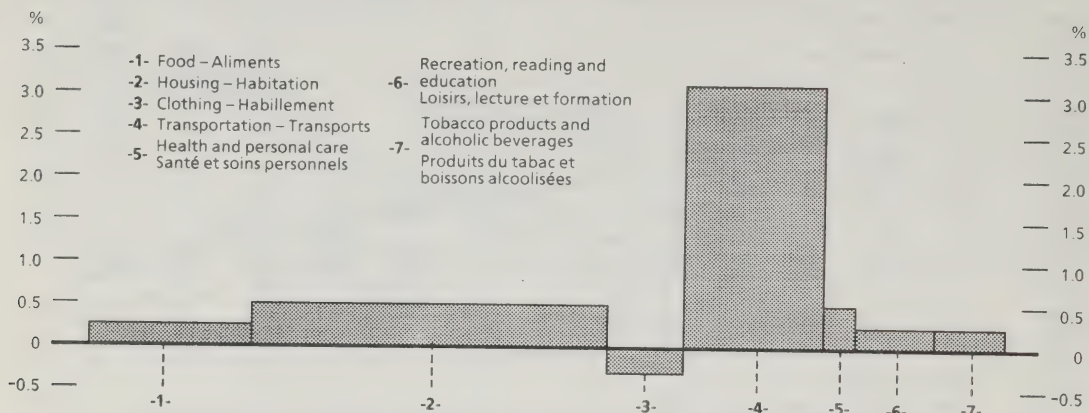 %
3.5
3.0
2.5
2.0
1.5
1.0
0.5
0
-0.5
-1- Food – Aliments
-2- Housing – Habitation
-3- Clothing – Habillement
-4- Transportation – Transports
-5- Health and personal care
Santé et soins personnels
Recreation, reading and
-6- education
Loisirs, lecture et formation
Tobacco products and
alcoholic beverages
-7-
Produits du tabac et
boissons alcoolisées
%
3.5
3.0
2.5
2.0
1.5
1.0
0.5
0
-0.5
-1- -2- -3- -4- -5- -6- -7-